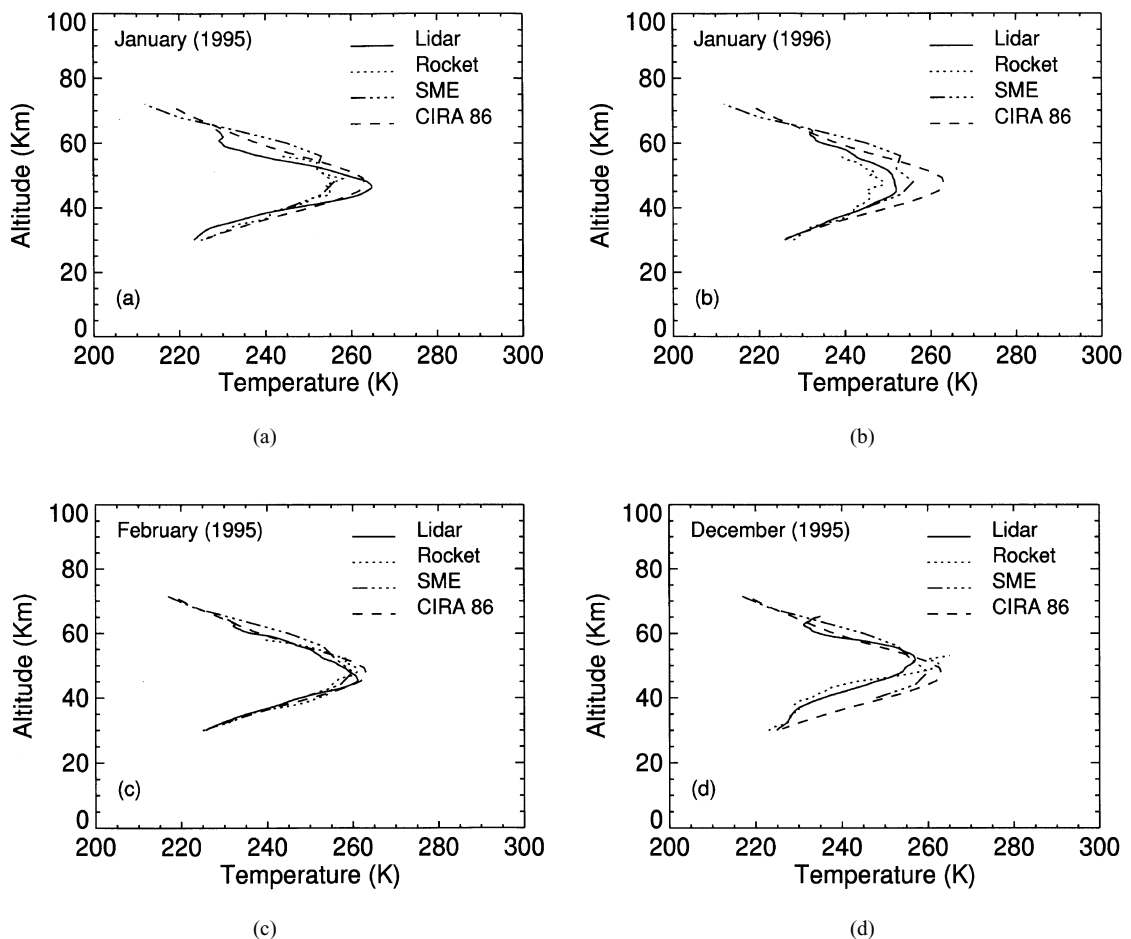 100
80
60
40
20
0
Altitude (Km)
January (1995)
Lidar
Rocket
SME
CIRA 86
(a)
200 220 240 260 280 300
Temperature (K)
(a)
100
80
60
40
20
0
Altitude (Km)
January (1996)
Lidar
Rocket
SME
CIRA 86
(b)
200 220 240 260 280 300
Temperature (K)
(b)
100
80
60
40
20
0
Altitude (Km)
February (1995)
Lidar
Rocket
SME
CIRA 86
(c)
200 220 240 260 280 300
Temperature (K)
(c)
100
80
60
40
20
0
Altitude (Km)
December (1995)
Lidar
Rocket
SME
CIRA 86
(d)
200 220 240 260 280 300
Temperature (K)
(d)